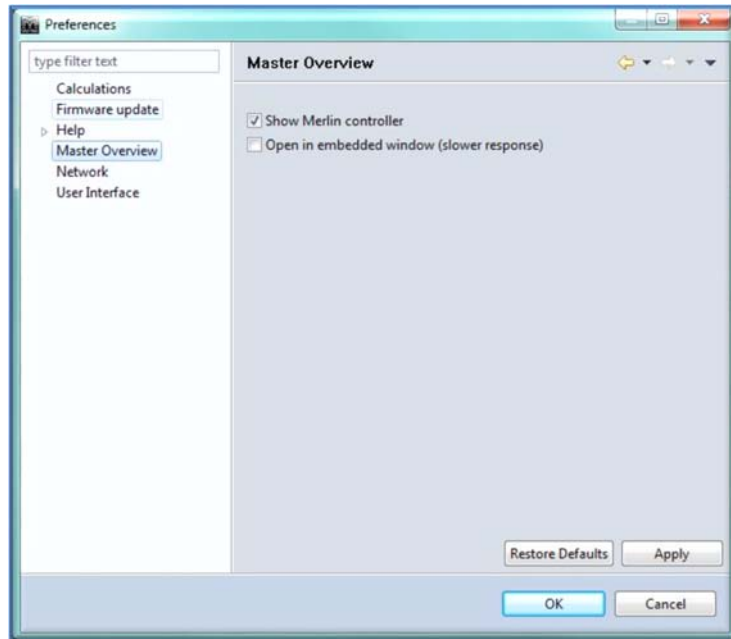 Preferences
type filter text
Calculations
Firmware update
Help
Master Overview
Network
User Interface
Master Overview
Show Merlin controller
Open in embedded window (slower response)
Restore Defaults
Apply
OK
Cancel